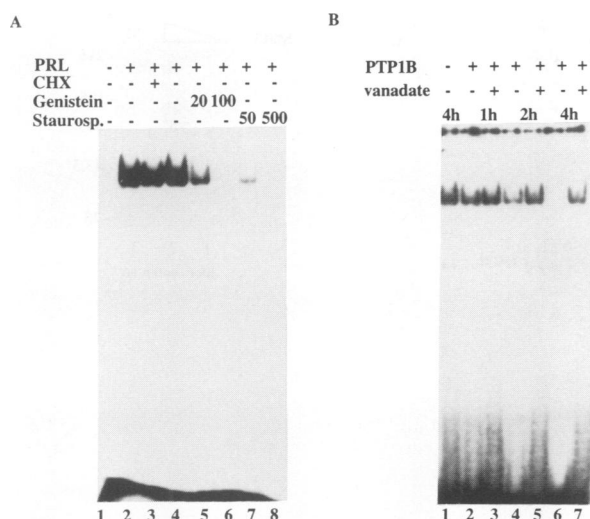 A
PRL - + + + + + + +
CHX - - + - - - - -
Genistein - - - - 20 100 - -
Staurosp. - - - - - - 50 500
1 2 3 4 5 6 7 8
B
PTP1B - + + + + + +
vanadate - - + - + - +
4h 1h 2h 4h
1 2 3 4 5 6 7